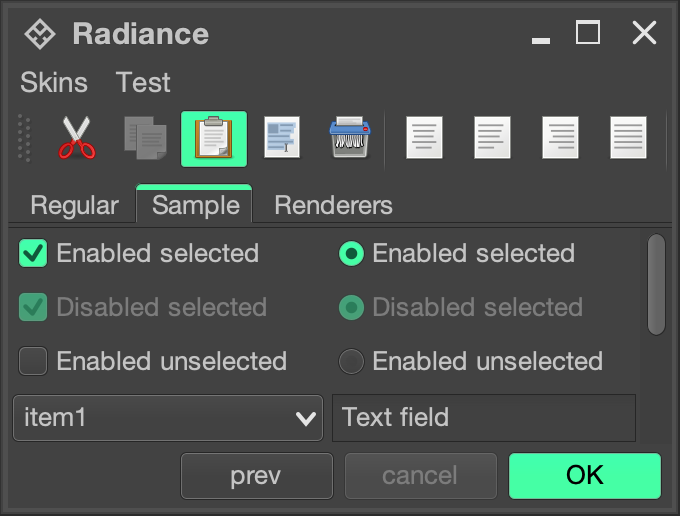 Radiance
Skins Test
Regular Sample Renderers
Enabled selected Enabled selected
Disabled selected Disabled selected
Enabled unselected Enabled unselected
item1 Text field
prev cancel OK